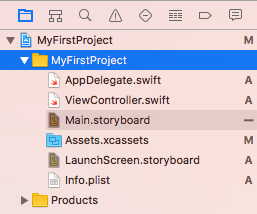 MyFirstProject M
MyFirstProject
AppDelegate.swift A
ViewController.swift A
Main.storyboard –
Assets.xcassets A
LaunchScreen.storyboard A
Info.plist A
Products